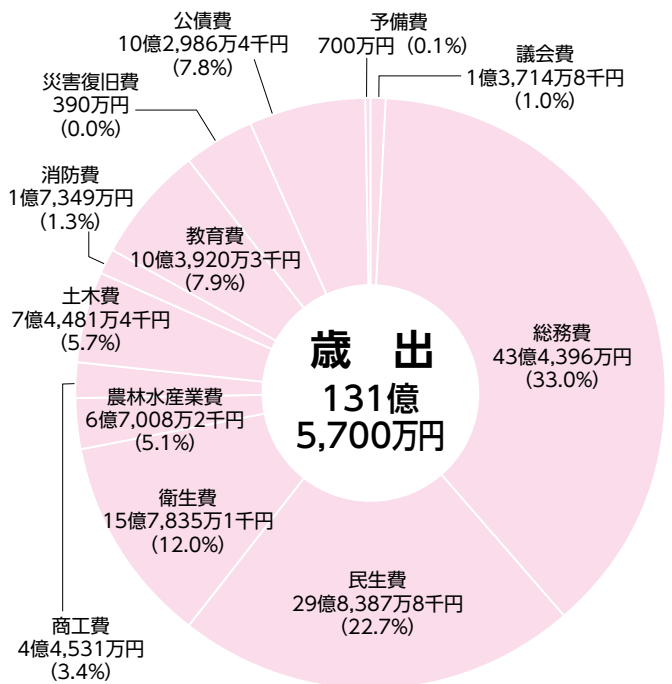 公債費
10億2,986万4千円
(7.8%)
予備費
700万円 (0.1%)
議会費
1億3,714万8千円
(1.0%)
災害復旧費
390万円
(0.0%)
消防費
1億7,349万円
(1.3%)
教育費
10億3,920万3千円
(7.9%)
土木費
7億4,481万4千円
(5.7%)
歳 出
131億
5,700万円
総務費
43億4,396万円
(33.0%)
農林水産業費
6億7,008万2千円
(5.1%)
衛生費
15億7,835万1千円
(12.0%)
民生費
29億8,387万8千円
(22.7%)
商工費
4億4,531万円
(3.4%)